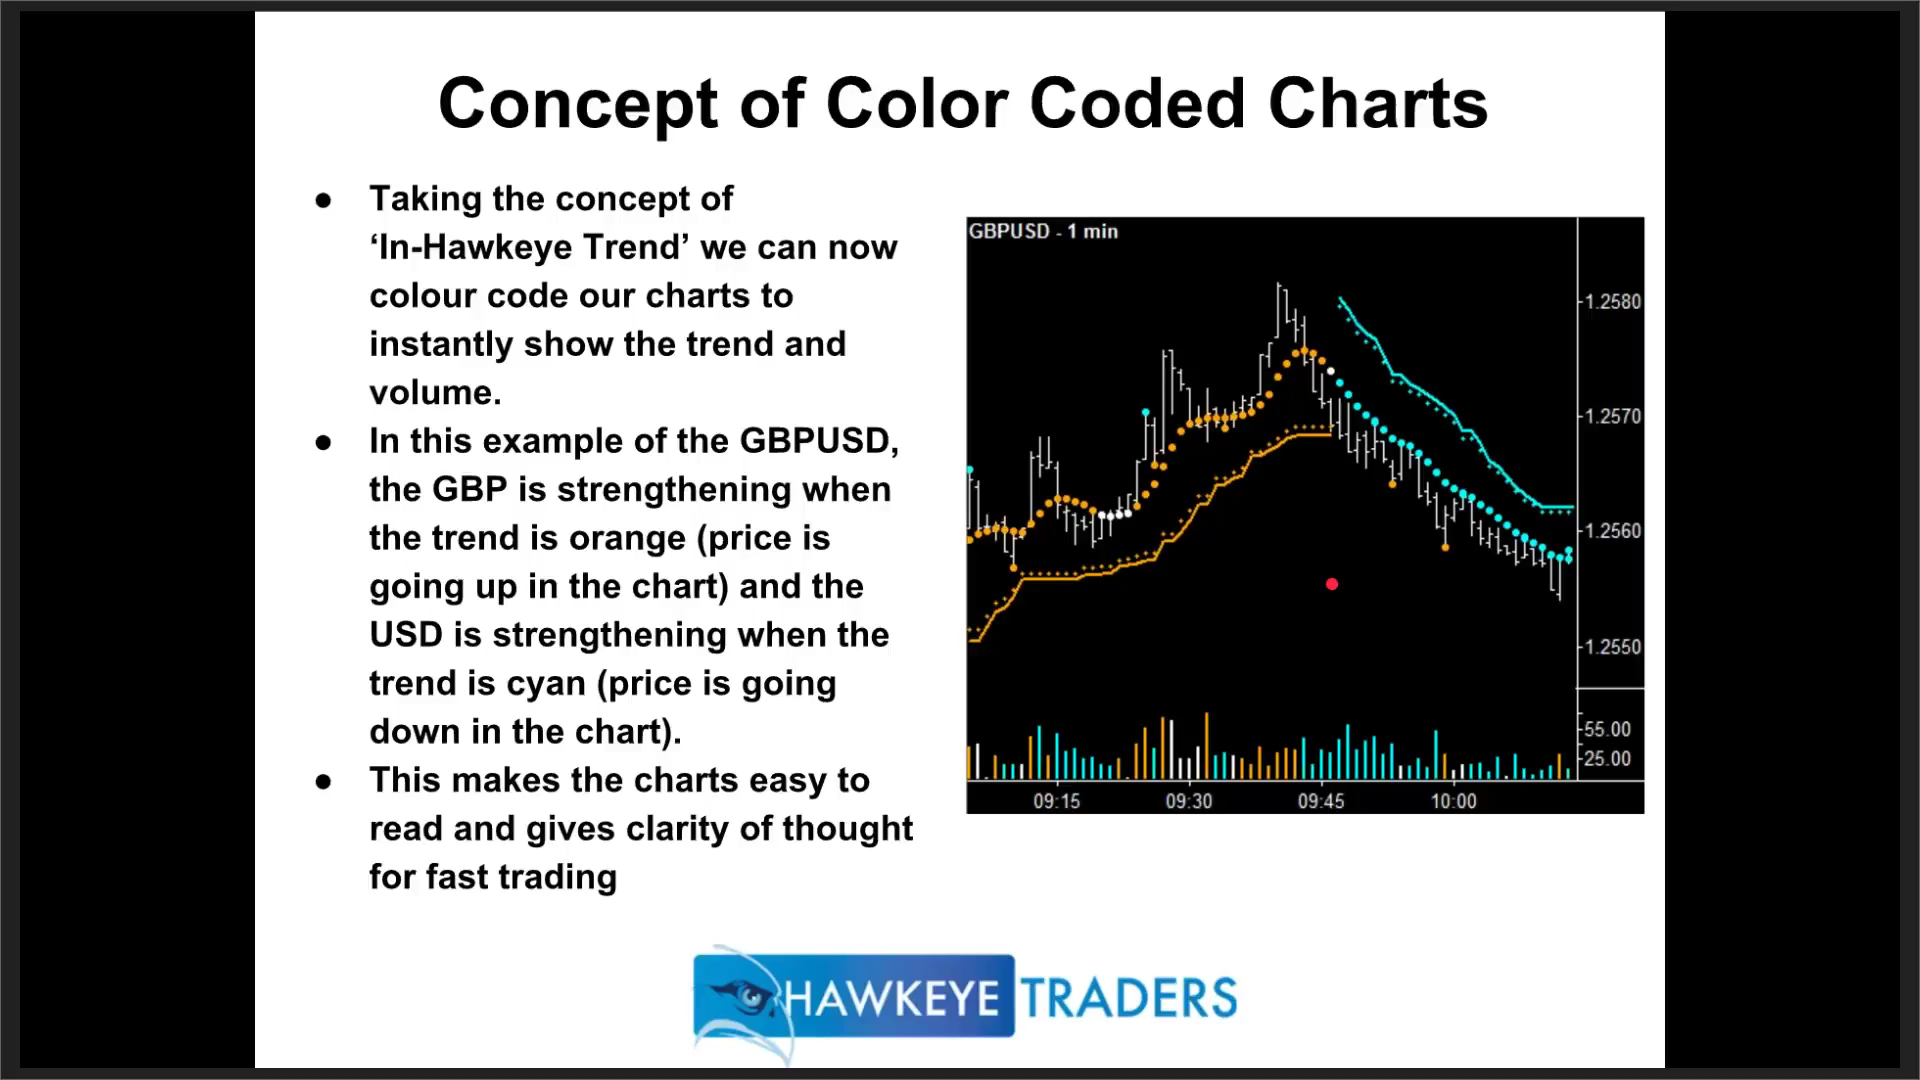 Concept of Color Coded Charts
● Taking the concept of
‘In-Hawkeye Trend’ we can now
colour code our charts to
instantly show the trend and
volume.
● In this example of the GBPUSD,
the GBP is strengthening when
the trend is orange (price is
going up in the chart) and the
USD is strengthening when the
trend is cyan (price is going
down in the chart).
● This makes the charts easy to
read and gives clarity of thought
for fast trading
GBPUSD - 1 min
1.2580
1.2570
1.2560
1.2550
55.00
25.00
09:15 09:30 09:45 10:00
HAWKEYE TRADERS